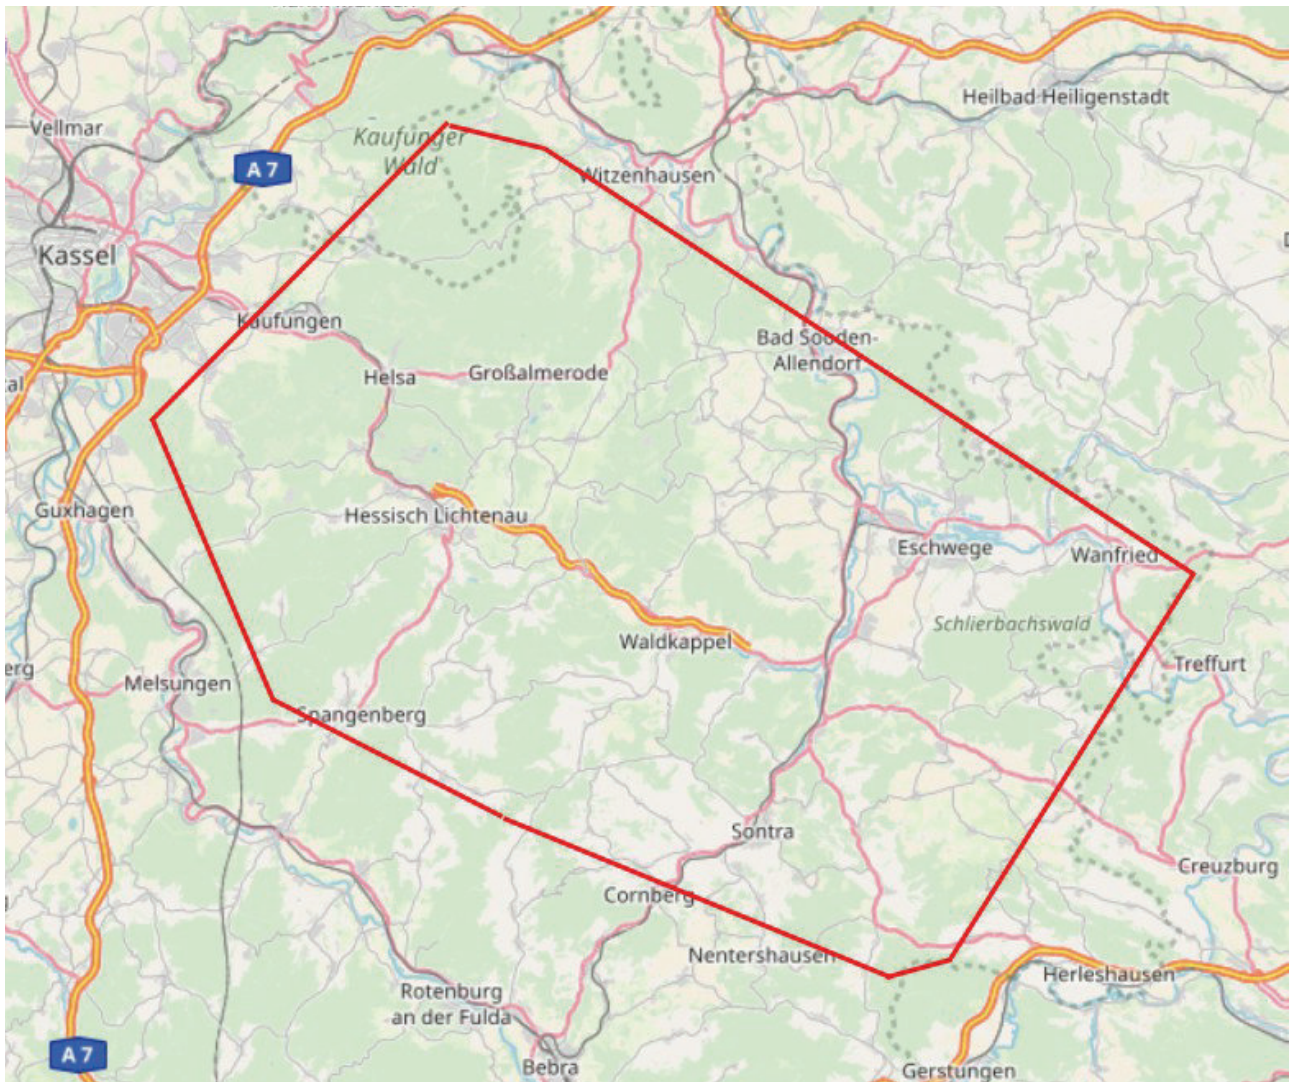 Heilbad Heiligenstadt
Vellmar
Kaufunger
Wald
A 7
Witzenhausen
Kassel
Kaufungen
Bad Sooden-
Allendorf
Helsa
Großalmerode
Guxhagen
Hessisch Lichtenau
Eschwege
Wanfried
Schlierbachswald
Waldkappel
Treffurt
Melsungen
Spangenberg
Sontra
Creuzburg
Cornberg
Nentershausen
Herleshausen
Rotenburg
an der Fulda
A 7
Bebra
Gerstungen